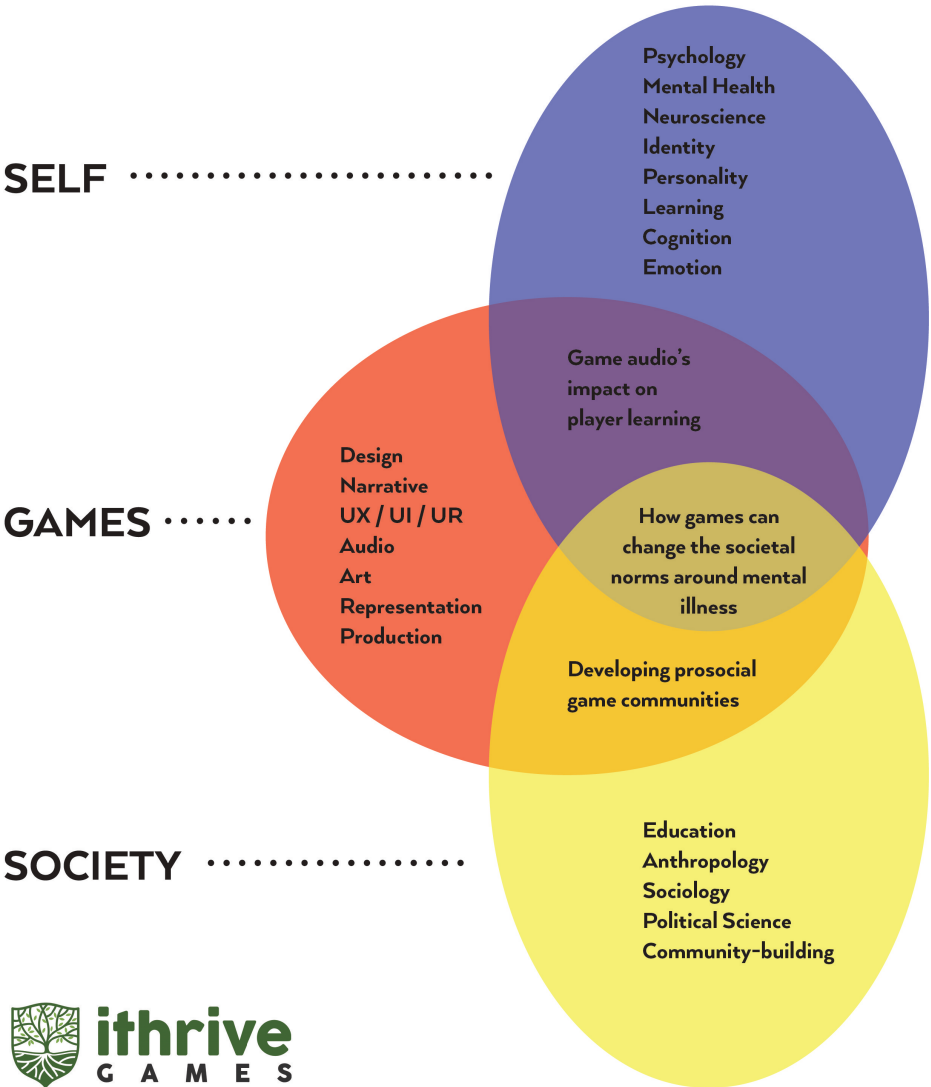 SELF
Psychology
Mental Health
Neuroscience
Identity
Personality
Learning
Cognition
Emotion
Game audio's
impact on
player learning
GAMES
Design
Narrative
UX / UI / UR
Audio
Art
Representation
Production
How games can
change the societal
norms around mental
illness
Developing prosocial
game communities
SOCIETY
Education
Anthropology
Sociology
Political Science
Community-building
ithrive
GAMES